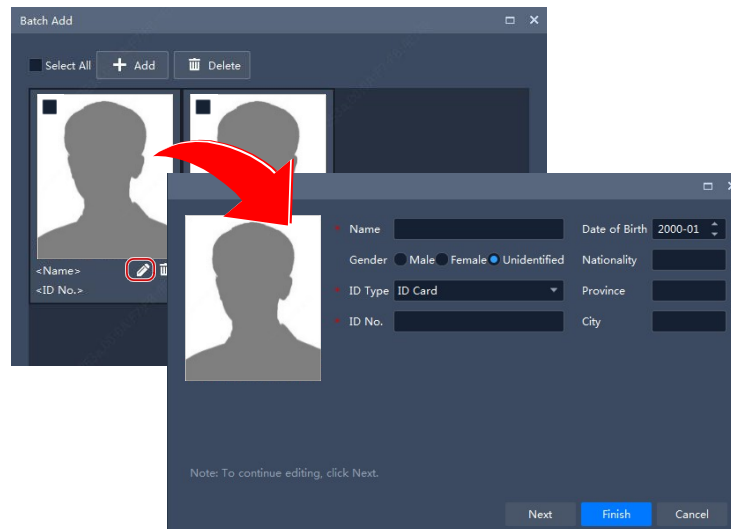 Batch Add
Select All Add Delete
<Name>
<ID No.>
* Name Date of Birth 2000-01
Gender Male Female Unidentified Nationality
* ID Type ID Card Province
* ID No. City
Note: To continue editing, click Next.
Next Finish Cancel